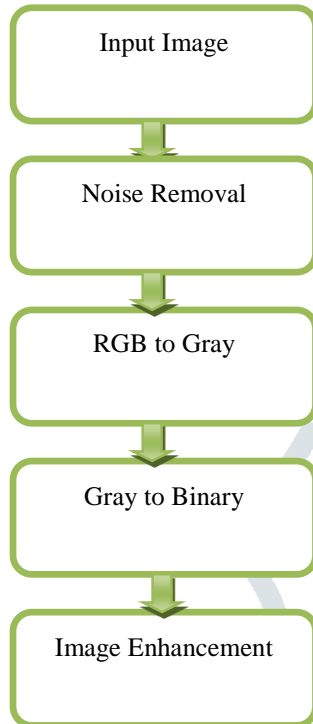 Input Image
Noise Removal
RGB to Gray
Gray to Binary
Image Enhancement